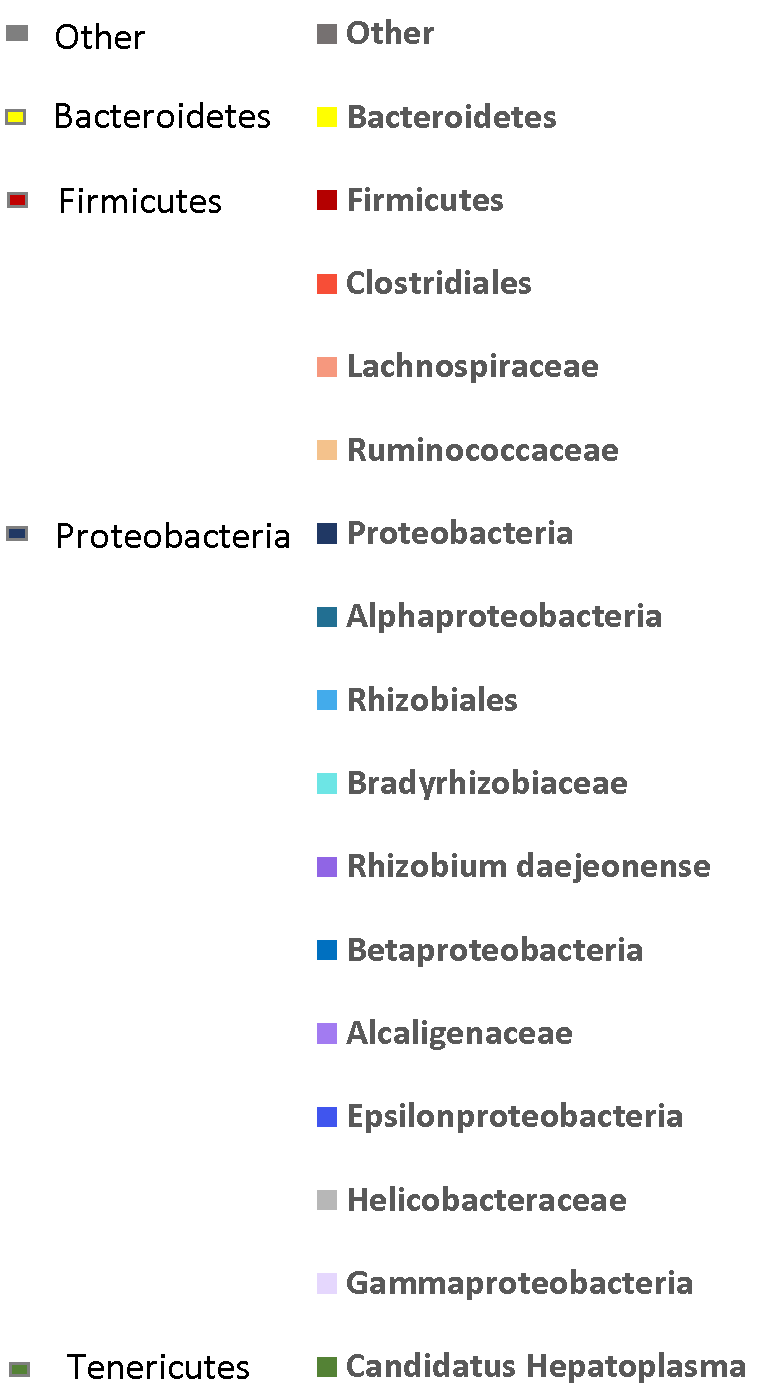 Other
Other
Bacteroidetes
Bacteroidetes
Firmicutes
Firmicutes
Clostridiales
Lachnospiraceae
Ruminococcaceae
Proteobacteria
Proteobacteria
Alphaproteobacteria
Rhizobiales
Bradyrhizobiaceae
Rhizobium daejeonense
Betaproteobacteria
Alcaligenaceae
Epsilonproteobacteria
Helicobacteraceae
Gammaproteobacteria
Tenericutes
Candidatus Hepatoplasma